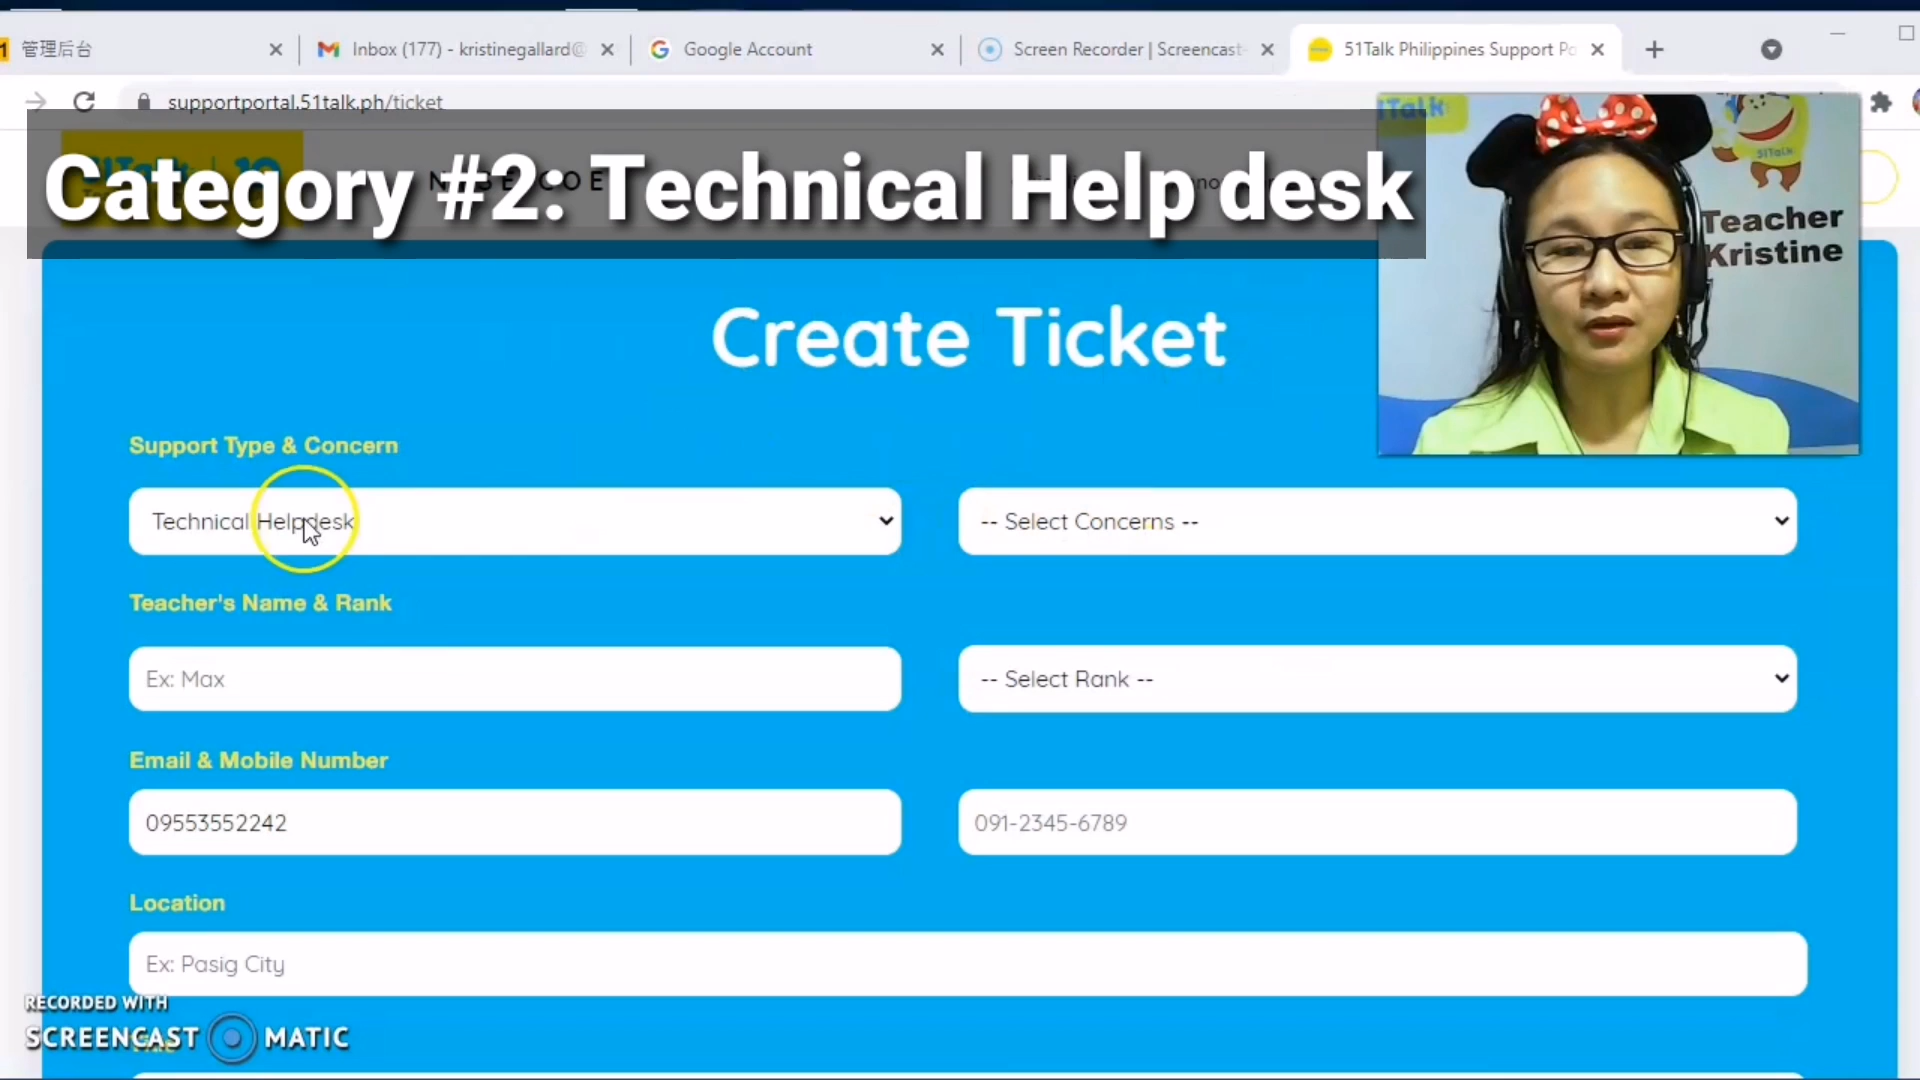 管理后台
Inbox (177) - kristinegallard@
Google Account
Screen Recorder | Screencast-
51Talk Philippines Support Po
supportportal.51talk.ph/ticket
Category #2: Technical Help desk
51Talk
51Talk
Teacher
Kristine
Create Ticket
Support Type & Concern
Technical Helpdesk
-- Select Concerns --
Teacher's Name & Rank
Ex: Max
-- Select Rank --
Email & Mobile Number
09553552242
091-2345-6789
Location
Ex: Pasig City
RECORDED WITH
SCREENCAST MATIC